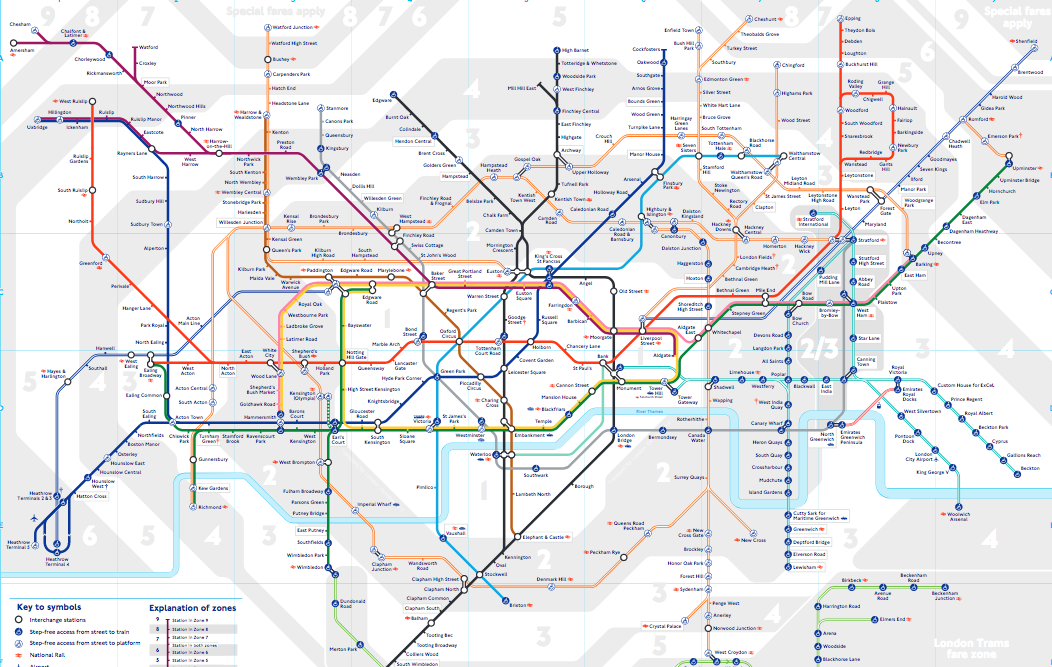 Special fares
apply
Special fares
apply
9
8
7
8
7
6
5
7
8
9
Chesham
Chalfont &
Latimer
Amersham
Chorleywood
Rickmansworth
Watford
Croxley
Moor Park
Northwood
Northwood Hills
Pinner
North Harrow
Harrow-
on-the-Hill
West
Harrow
Rayners Lane
Eastcote
Ruislip Manor
Ruislip
Ickenham
Hillingdon
Uxbridge
West Ruislip
Ruislip
Gardens
South Ruislip
Northolt
Greenford
Perivale
Hanger Lane
South Harrow
Sudbury Hill
Sudbury Town
Alperton
Park Royal
North Ealing
Watford Junction
Watford High Street
Bushey
Carpenders Park
Hatch End
Headstone Lane
Harrow &
Wealdstone
Kenton
Preston
Road
Northwick
Park
South Kenton
North Wembley
Wembley Central
Stonebridge Park
Harlesden
Willesden Junction
Kensal Green
Queen's Park
Kilburn Park
Maida Vale
Warwick
Avenue
Stanmore
Canons Park
Queensbury
Kingsbury
Wembley Park
Neasden
Dollis Hill
Willesden Green
Kilburn
West
Hampstead
Finchley Road
Swiss Cottage
St John's Wood
Kensal
Rise
Brondesbury
Park
Brondesbury
Kilburn
High Road
South
Hampstead
Finchley Road
& Frognal
Edgware
Burnt Oak
Colindale
Hendon Central
Brent Cross
Golders Green
Hampstead
Belsize Park
Chalk Farm
Camden Town
Mornington
Crescent
Hampstead
Heath
Gospel Oak
Kentish
Town West
Camden
Road
High Barnet
Totteridge & Whetstone
Woodside Park
Mill Hill East
West Finchley
Finchley Central
East Finchley
Highgate
Archway
Tufnell Park
Kentish Town
Crouch
Hill
Upper Holloway
Cockfosters
Oakwood
Southgate
Arnos Grove
Bounds Green
Wood Green
Turnpike Lane
Manor House
Arsenal
Holloway Road
Caledonian Road
Finsbury
Park
Harringay
Green
Lanes
Seven
Sisters
South Tottenham
Tottenham
Hale
Blackhorse
Road
Walthamstow
Central
Walthamstow
Queen's Road
Enfield Town
Bush Hill
Park
Cheshunt
Theobalds Grove
Turkey Street
Southbury
Edmonton Green
Silver Street
White Hart Lane
Bruce Grove
Stamford
Hill
Stoke
Newington
Rectory
Road
Clapton
St James Street
Chingford
Highams Park
Wood Street
Leyton
Midland Road
Leytonstone
High Road
Wanstead
Park
Woodgrange
Park
Epping
Theydon Bois
Debden
Loughton
Buckhurst Hill
Roding
Valley
Grange
Hill
Chigwell
Woodford
South Woodford
Snaresbrook
Hainault
Fairlop
Barkingside
Newbury
Park
Redbridge
Gants
Hill
Wanstead
Leytonstone
Leyton
Shenfield
Brentwood
Harold Wood
Gidea Park
Romford
Emerson Park
Chadwell
Heath
Goodmayes
Seven Kings
Ilford
Manor Park
Forest
Gate
Maryland
Upminster
Upminster Bridge
Hornchurch
Elm Park
Dagenham
East
Dagenham Heathway
Becontree
Upney
Barking
East Ham
Upton
Park
Plaistow
Stratford
International
Stratford
Stratford
High Street
Abbey
Road
West
Ham
Star Lane
Canning
Town
Highbury &
Islington
Caledonian
Road &
Barnsbury
Canonbury
Dalston
Kingsland
Dalston Junction
Haggerston
Hoxton
Shoreditch
High Street
Hackney
Downs
Hackney
Central
Homerton
Hackney
Wick
London Fields
Cambridge Heath
Bethnal Green
Bethnal Green
Mile End
Stepney Green
Bow
Road
Bow
Church
Pudding
Mill Lane
Bromley-
by-Bow
Devons Road
Langdon Park
All Saints
Poplar
Blackwall
East
India
Paddington
Edgware Road
Marylebone
Baker
Street
Great Portland
Street
Euston
Euston
Square
Warren Street
King's Cross
St Pancras
Angel
Old Street
Farringdon
Barbican
Moorgate
Liverpool
Street
Aldgate
East
Aldgate
Whitechapel
Royal Oak
Westbourne Park
Ladbroke Grove
Latimer Road
Edgware
Road
Bayswater
Regent's Park
Goodge
Street
Russell
Square
Bond
Street
Oxford
Circus
Tottenham
Court Road
Holborn
Chancery Lane
St Paul's
Bank
Marble Arch
Lancaster
Gate
Queensway
Notting
Hill Gate
Holland
Park
Shepherd's
Bush
White
City
Wood Lane
East
Acton
North
Acton
West
Acton
Acton
Main Line
Ealing
Broadway
West
Ealing
Hanwell
Southall
Hayes &
Harlington
Ealing Common
South
Ealing
Acton Town
Acton Central
South Acton
Shepherd's
Bush Market
Goldhawk Road
Hammersmith
Kensington
(Olympia)
Barons
Court
High Street Kensington
Gloucester
Road
Knightsbridge
Hyde Park Corner
Green Park
Piccadilly
Circus
Leicester Square
Covent Garden
Charing
Cross
Cannon Street
Mansion House
Blackfriars
Temple
Monument
Tower
Hill
Tower
Gateway
River Thames
Northfields
Boston Manor
Osterley
Hounslow East
Hounslow Central
Hounslow
West
Hatton Cross
Heathrow
Terminals 2 & 3
Heathrow
Terminal 5
Heathrow
Terminal 4
Chiswick
Park
Turnham
Green
Stamford
Brook
Ravenscourt
Park
West
Kensington
Earl's
Court
South
Kensington
Sloane
Square
Victoria
St James's
Park
Westminster
Embankment
Waterloo
Southwark
London
Bridge
Bermondsey
Canada
Water
Gunnersbury
Kew Gardens
Richmond
West Brompton
Fulham Broadway
Parsons Green
Putney Bridge
East Putney
Southfields
Wimbledon Park
Wimbledon
Imperial Wharf
Clapham
Junction
Wandsworth
Road
Pimlico
Vauxhall
Lambeth North
Elephant & Castle
Borough
Kennington
Oval
Stockwell
Brixton
Clapham High Street
Clapham North
Clapham Common
Clapham South
Balham
Tooting Bec
Tooting Broadway
Colliers Wood
South Wimbledon
Denmark Hill
Peckham Rye
Queens Road
Peckham
Shadwell
Wapping
Rotherhithe
Surrey Quays
Limehouse
Westferry
West India
Quay
Canary Wharf
Heron Quays
South Quay
Crossharbour
Mudchute
Island Gardens
Cutty Sark for
Maritime Greenwich
Greenwich
Deptford Bridge
Elverson Road
Lewisham
New
Cross Gate
New Cross
Brockley
Honor Oak Park
Forest Hill
Sydenham
Penge West
Anerley
Norwood Junction
Crystal Palace
West Croydon
North
Greenwich
Emirates
Greenwich
Peninsula
Royal
Victoria
Emirates
Royal
Docks
Custom House for ExCeL
Prince Regent
Royal Albert
Beckton Park
Cyprus
Gallions Reach
Beckton
West Silvertown
Pontoon
Dock
London
City Airport
King George V
Woolwich
Arsenal
Dundonald
Road
Merton Park
Birkbeck
Avenue
Road
Beckenham
Road
Beckenham
Junction
Harrington Road
Elmers End
Arena
Woodside
Blackhorse Lane
London Trams
fare zone
Key to symbols
Interchange stations
Step-free access from street to train
Step-free access from street to platform
National Rail
Airport
Explanation of zones
9 Station in Zone 9
8 Station in Zone 8
7 Station in Zone 7
Station in both zones
6 Station in Zone 6
5 Station in Zone 5